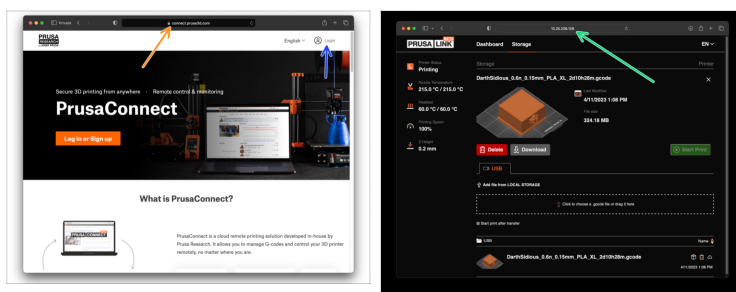 Private
connect.prusa3d.com
PRUSA
RESEARCH
English
Login
Secure 3D printing from anywhere · Remote control & monitoring
PrusaConnect
Log in or Sign up
What is PrusaConnect?
PrusaConnect is a cloud remote printing solution developed in-house by
Prusa Research. It allows you to manage G-codes and control your 3D printer
remotely, no matter where you are.
PRUSA LINK
Dashboard Storage
EN
Printer Status
Printing
Nozzle Temperature
215.0 °C / 215.0 °C
Heatbed
60.0 °C / 60.0 °C
Printing Speed
100%
Z-Height
0.2 mm
Storage
Printer
DarthSidious_0.6n_0.15mm_PLA_XL_2d10h28m.gcode
Last Modified
4/11/2023 1:08 PM
File size
324.18 MB
Delete
Download
Start Print
USB
Add file from LOCAL STORAGE
Click to choose a .gcode file or drag it here
Start print after transfer
USB
Name
DarthSidious_0.6n_0.15mm_PLA_XL_2d10h28m.gcode
4/11/2023 1:08 PM